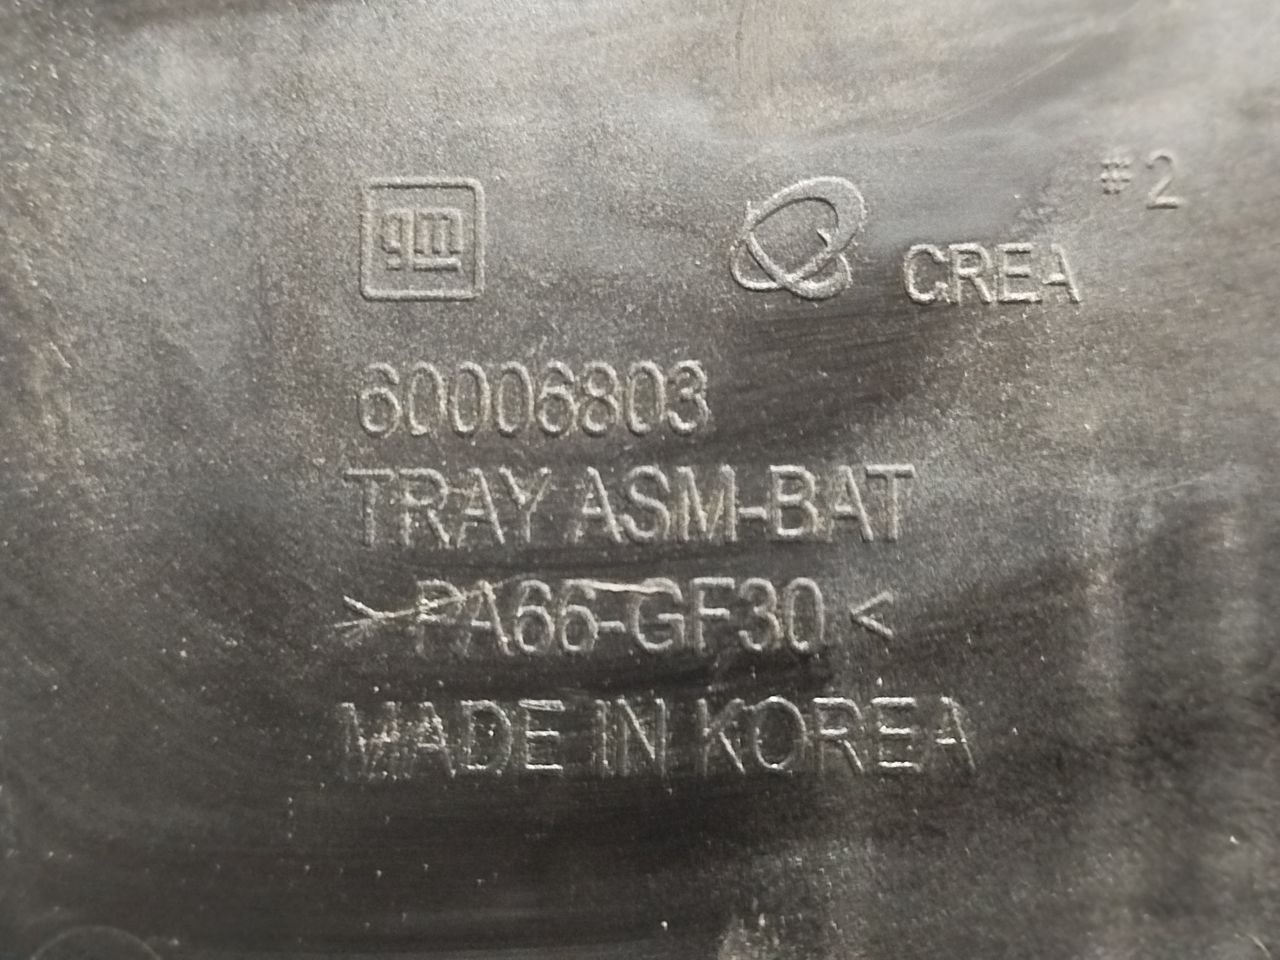 gm
#2
CREA
60006803
TRAY ASM-BAT
>PA66-GF30<
MADE IN KOREA